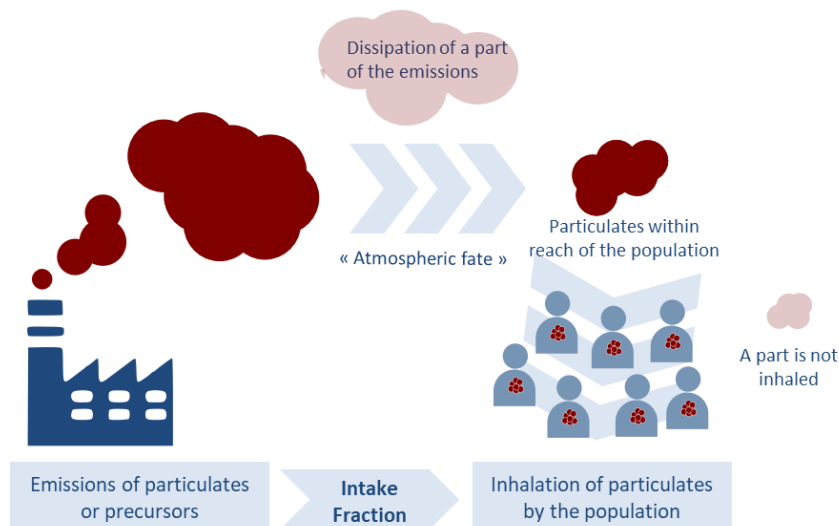 Dissipation of a part
of the emissions
« Atmospheric fate »
Particulates within
reach of the population
A part is not
inhaled
Emissions of particulates
or precursors
Intake
Fraction
Inhalation of particulates
by the population